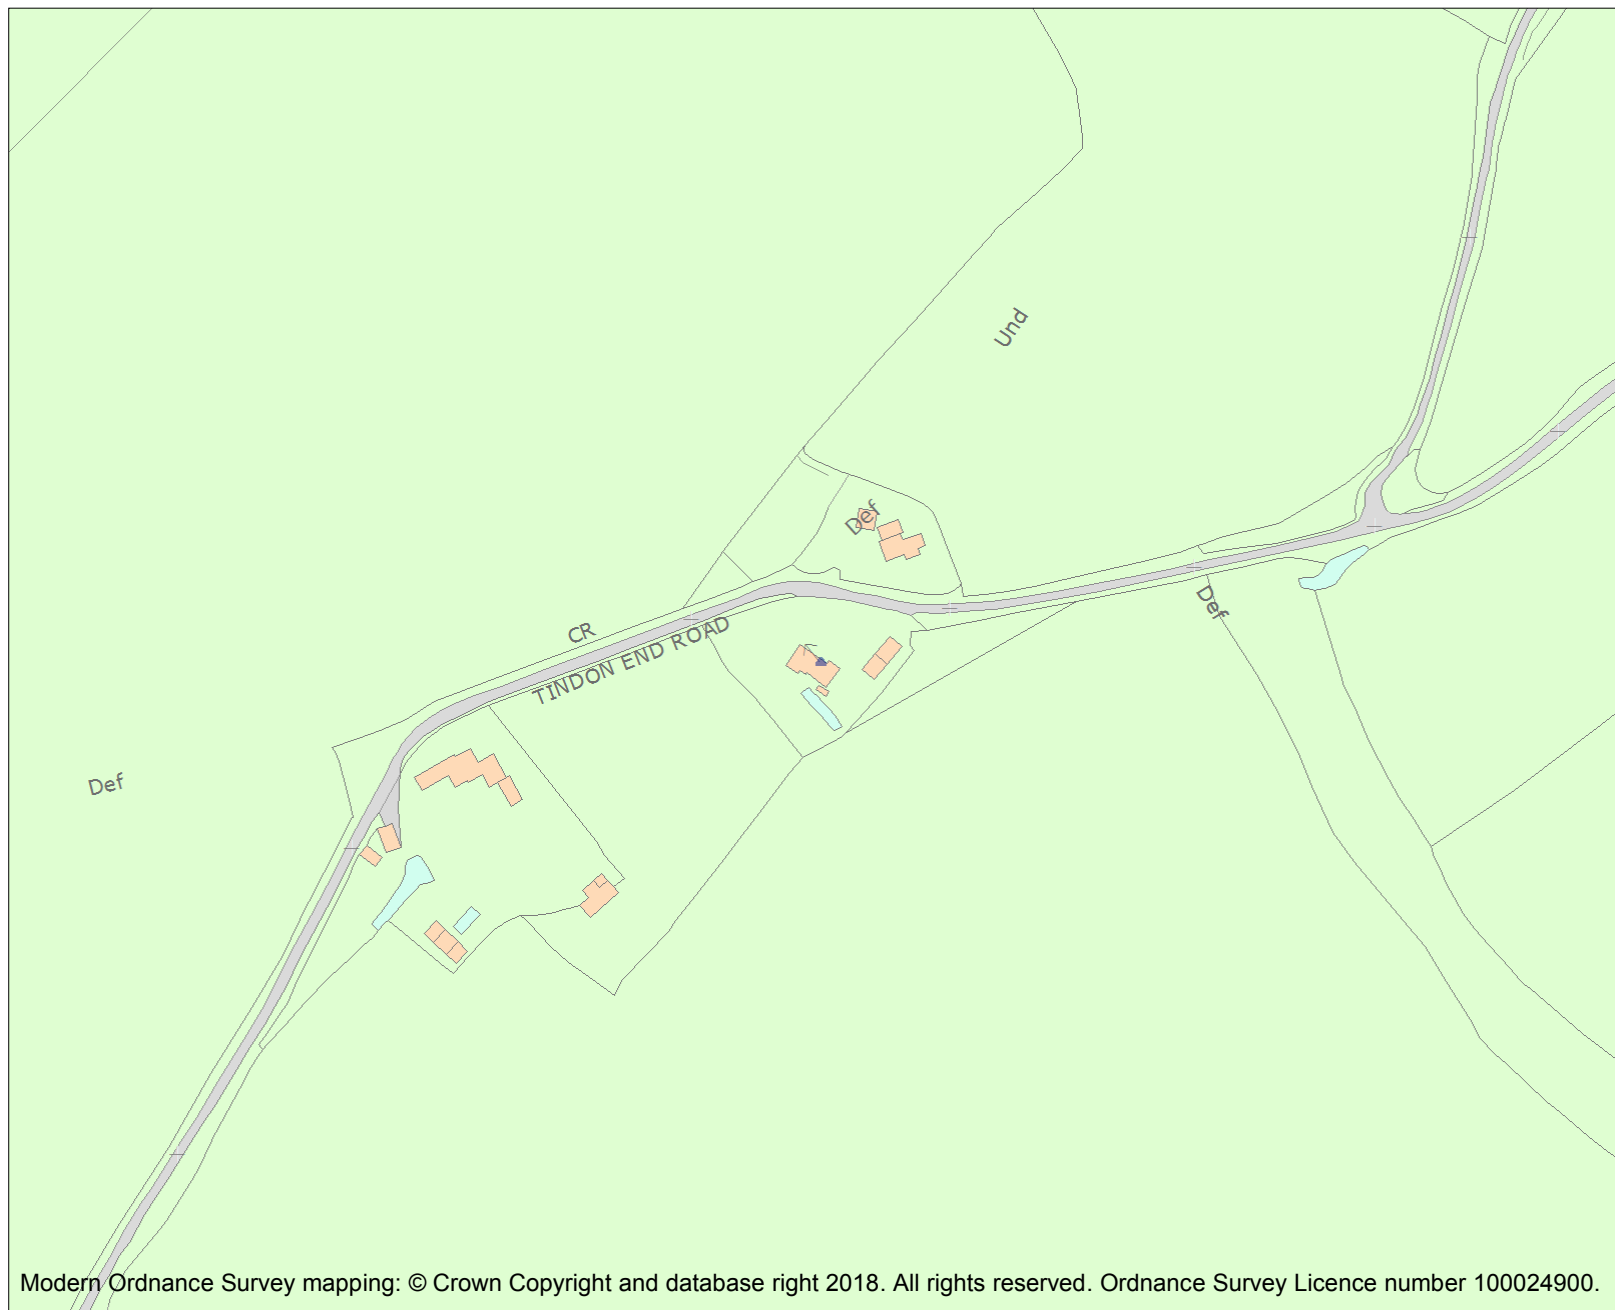 Und
Def
Def
CR
TINDON END ROAD
Def
Modern Ordnance Survey mapping: © Crown Copyright and database right 2018. All rights reserved. Ordnance Survey Licence number 100024900.